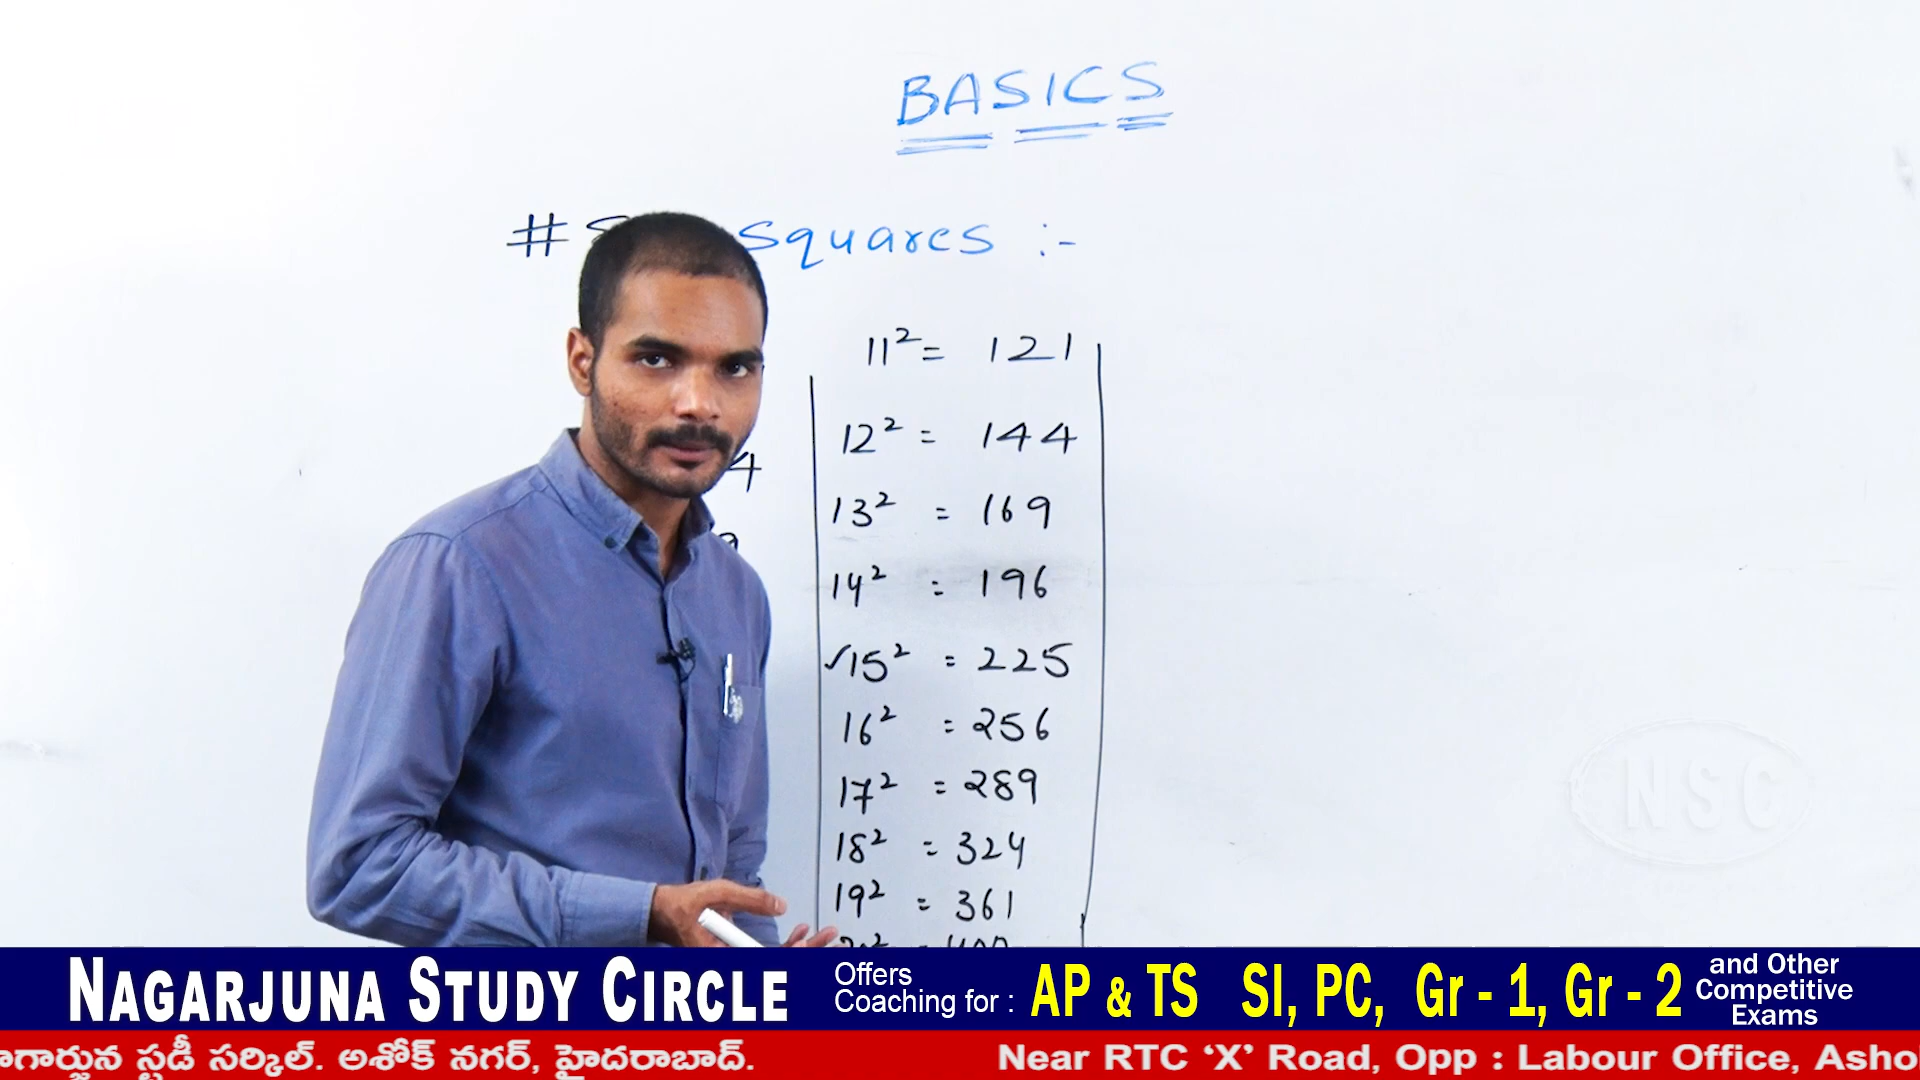 BASICS
# squares :-
11² = 121
12² = 144
4
13² = 169
14² = 196
✓15² = 225
16² = 256
17² = 289
18² = 324
19² = 361
NSC
NAGARJUNA STUDY CIRCLE Offers Coaching for : AP & TS SI, PC, Gr - 1, Gr - 2 and Other Competitive Exams
స్టడీ సర్కిల్. అశోక్ నగర్, హైదరాబాద్. Near RTC ‘X’ Road, Opp : Labour Office,